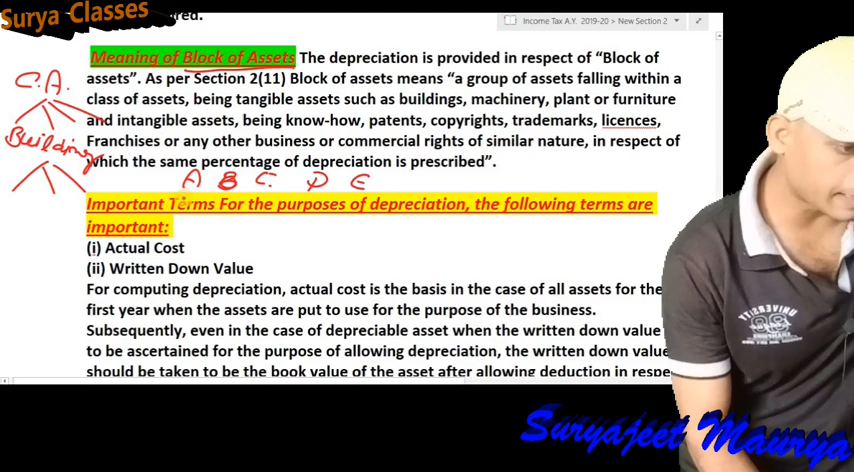 Surya Classes
Income Tax A.Y. 2019-20 > New Section 2
Meaning of Block of Assets The depreciation is provided in respect of “Block of
assets”. As per Section 2(11) Block of assets means “a group of assets falling within a
class of assets, being tangible assets such as buildings, machinery, plant or furniture
and intangible assets, being know-how, patents, copyrights, trademarks, licences,
Franchises or any other business or commercial rights of similar nature, in respect of
which the same percentage of depreciation is prescribed”.
C.A.
Building
A B C D E
Important Terms For the purposes of depreciation, the following terms are
important:
(i) Actual Cost
(ii) Written Down Value
For computing depreciation, actual cost is the basis in the case of all assets for the
first year when the assets are put to use for the purpose of the business.
Subsequently, even in the case of depreciable asset when the written down value
to be ascertained for the purpose of allowing depreciation, the written down value
should be taken to be the book value of the asset after allowing deduction in respe
UNIVERSITY
Suryajeet Maurya